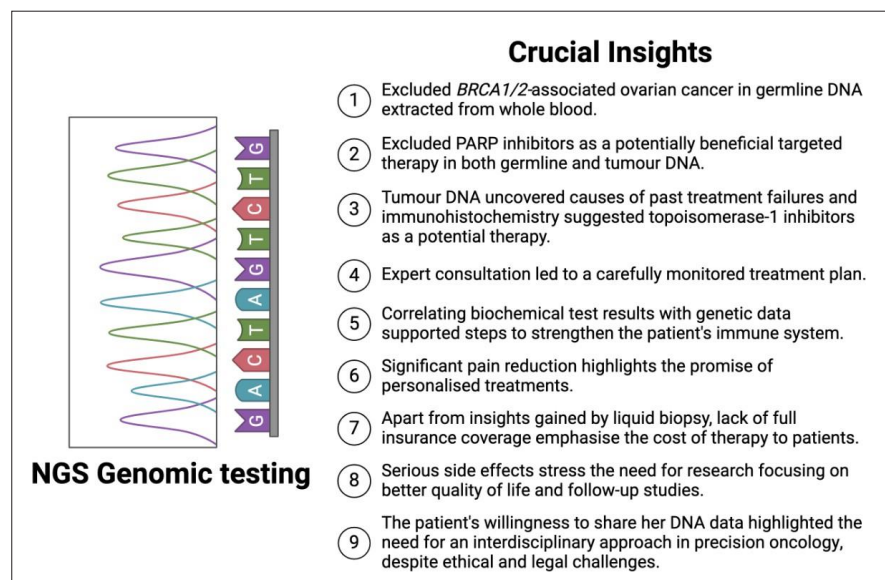 Crucial Insights
1
Excluded BRCA1/2-associated ovarian cancer in germline DNA
extracted from whole blood.
2
Excluded PARP inhibitors as a potentially beneficial targeted
therapy in both germline and tumour DNA.
3
Tumour DNA uncovered causes of past treatment failures and
immunohistochemistry suggested topoisomerase-1 inhibitors
as a potential therapy.
4
Expert consultation led to a carefully monitored treatment plan.
5
Correlating biochemical test results with genetic data
supported steps to strengthen the patient's immune system.
6
Significant pain reduction highlights the promise of
personalised treatments.
7
Apart from insights gained by liquid biopsy, lack of full
insurance coverage emphasise the cost of therapy to patients.
8
Serious side effects stress the need for research focusing on
better quality of life and follow-up studies.
9
The patient's willingness to share her DNA data highlighted the
need for an interdisciplinary approach in precision oncology,
despite ethical and legal challenges.
G
T
C
T
G
A
T
C
A
G
NGS Genomic testing